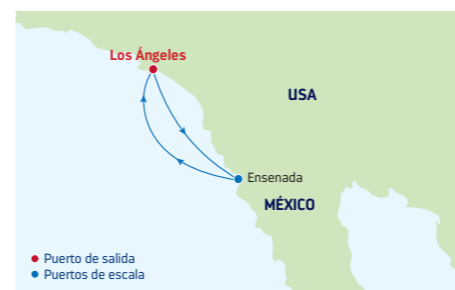 Los Ángeles
USA
Ensenada
MÉXICO
Puerto de salida
Puertos de escala